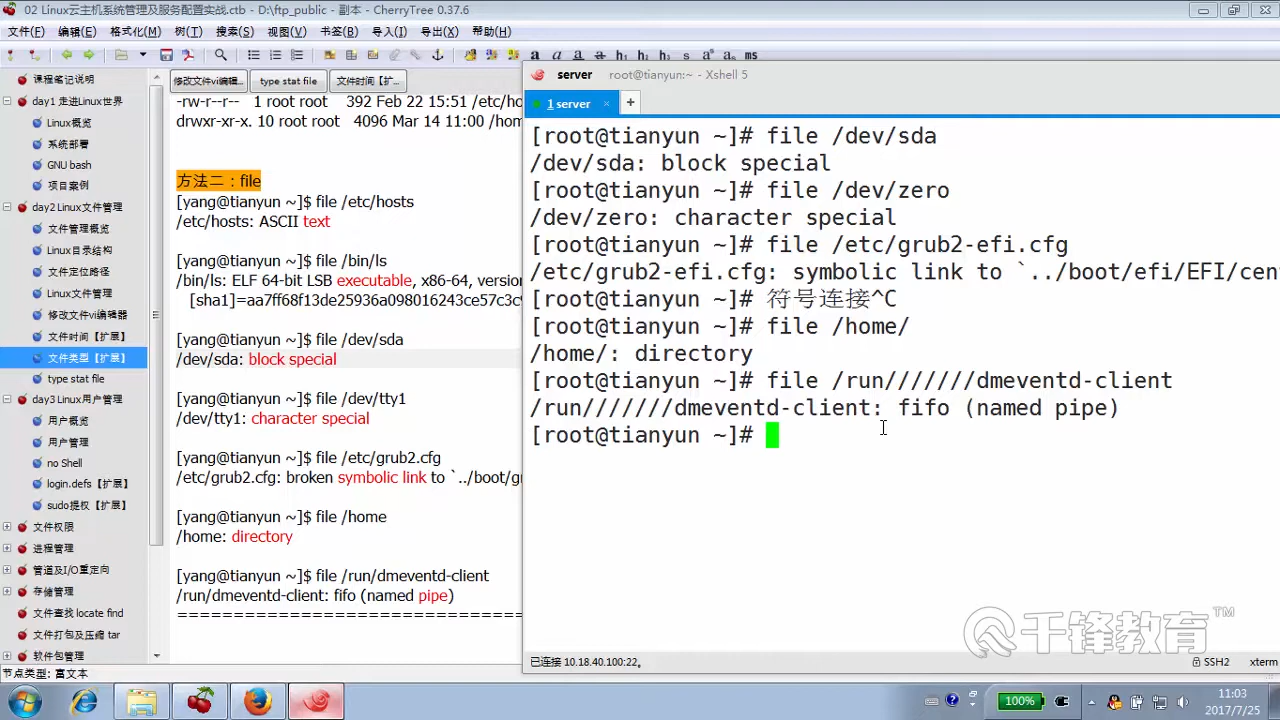 02 Linux云主机系统管理及服务配置实战.ctb - D:\ftp_public - 副本 - CherryTree 0.37.6
文件(F) 编辑(E) 格式化(M) 树(T) 搜索(S) 视图(V) 书签(B) 导入(I) 导出(X) 帮助(H)
课程笔记说明
day1 走进Linux世界
Linux概览
系统部署
GNU bash
项目案例
day2 Linux文件管理
文件管理概览
Linux目录结构
文件定位路径
Linux文件管理
修改文件vi编辑器
文件时间【扩展】
文件类型【扩展】
type stat file
day3 Linux用户管理
用户概览
用户管理
no Shell
login.defs【扩展】
sudo提权【扩展】
文件权限
进程管理
管道及I/O重定向
存储管理
文件查找 locate find
文件打包及压缩 tar
软件包管理
节点类型: 富文本
修改文件vi编辑... type stat file 文件时间【扩...
-rw-r--r-- 1 root root 392 Feb 22 15:51 /etc/ho
drwxr-xr-x. 10 root root 4096 Mar 14 11:00 /hom
方法二：file
[yang@tianyun ~]$ file /etc/hosts
/etc/hosts: ASCII text
[yang@tianyun ~]$ file /bin/ls
/bin/ls: ELF 64-bit LSB executable, x86-64, version
[sha1]=aa7ff68f13de25936a098016243ce57c3c9
[yang@tianyun ~]$ file /dev/sda
/dev/sda: block special
[yang@tianyun ~]$ file /dev/tty1
/dev/tty1: character special
[yang@tianyun ~]$ file /etc/grub2.cfg
/etc/grub2.cfg: broken symbolic link to `../boot/gr
[yang@tianyun ~]$ file /home
/home: directory
[yang@tianyun ~]$ file /run/dmeventd-client
/run/dmeventd-client: fifo (named pipe)
server root@tianyun:~ - Xshell 5
1 server × +
[root@tianyun ~]# file /dev/sda
/dev/sda: block special
[root@tianyun ~]# file /dev/zero
/dev/zero: character special
[root@tianyun ~]# file /etc/grub2-efi.cfg
/etc/grub2-efi.cfg: symbolic link to `../boot/efi/EFI/cen
[root@tianyun ~]# 符号连接^C
[root@tianyun ~]# file /home/
/home/: directory
[root@tianyun ~]# file /run///////dmeventd-client
/run///////dmeventd-client: fifo (named pipe)
[root@tianyun ~]#
千锋教育™
已连接 10.18.40.100:22。 SSH2 xterm
100%
11:03
2017/7/25